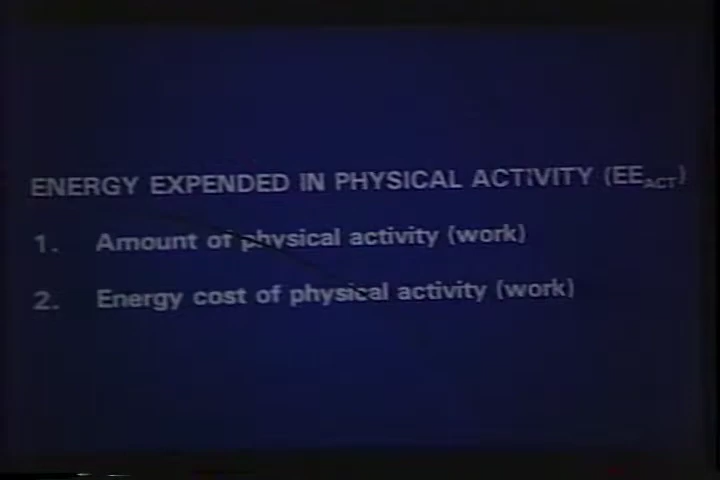 ENERGY EXPENDED IN PHYSICAL ACTIVITY (EEACT)
1. Amount of physical activity (work)
2. Energy cost of physical activity (work)